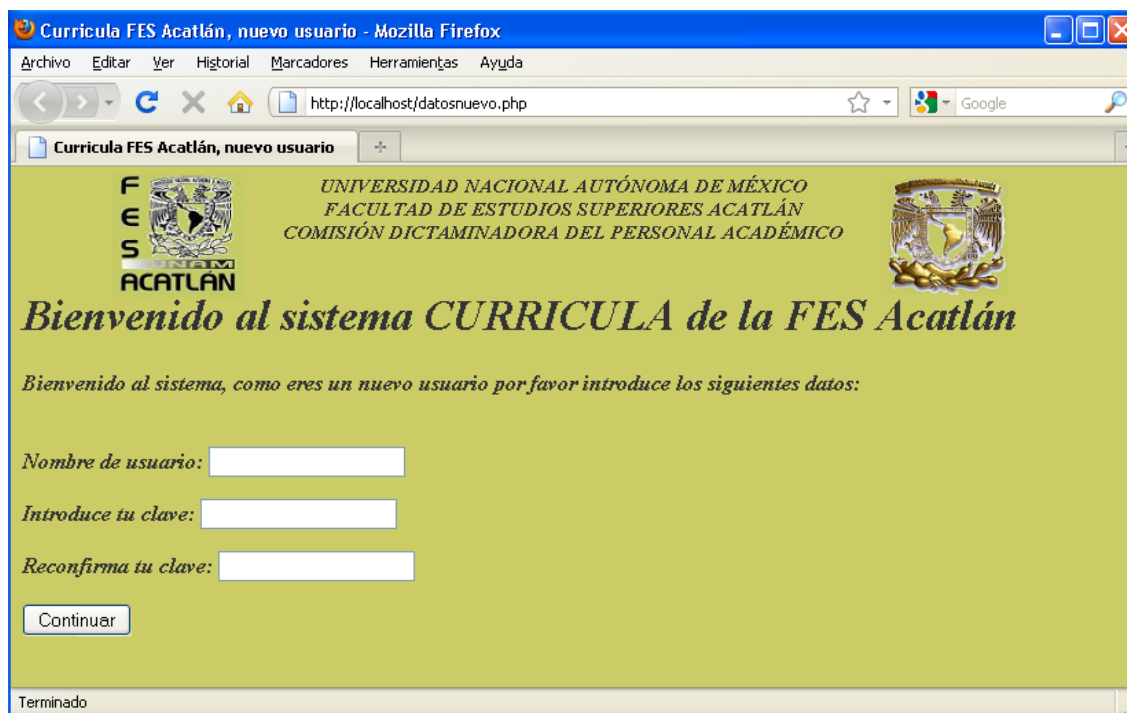 Curricula FES Acatlán, nuevo usuario - Mozilla Firefox
Archivo Editar Ver Historial Marcadores Herramientas Ayuda
http://localhost/datosnuevo.php Google
Curricula FES Acatlán, nuevo usuario
FES
UNAM
ACATLÁN
UNIVERSIDAD NACIONAL AUTÓNOMA DE MÉXICO
FACULTAD DE ESTUDIOS SUPERIORES ACATLÁN
COMISIÓN DICTAMINADORA DEL PERSONAL ACADÉMICO
Bienvenido al sistema CURRICULA de la FES Acatlán
Bienvenido al sistema, como eres un nuevo usuario por favor introduce los siguientes datos:
Nombre de usuario:
Introduce tu clave:
Reconfirma tu clave:
Continuar
Terminado